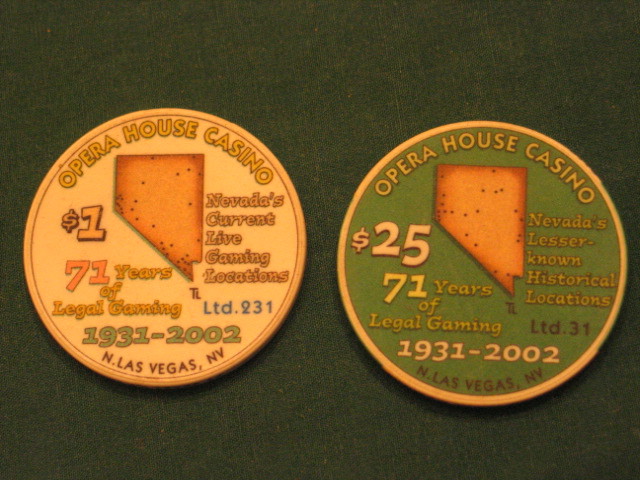 OPERA HOUSE CASINO
$1
Nevada's
Current
Live
Gaming
Locations
71 Years
of
Legal Gaming
TL
Ltd.231
1931-2002
N.LAS VEGAS, NV
OPERA HOUSE CASINO
$25
Nevada's
Lesser-
known
Historical
Locations
71 Years
of
Legal Gaming
TL
Ltd.31
1931-2002
N.LAS VEGAS, NV